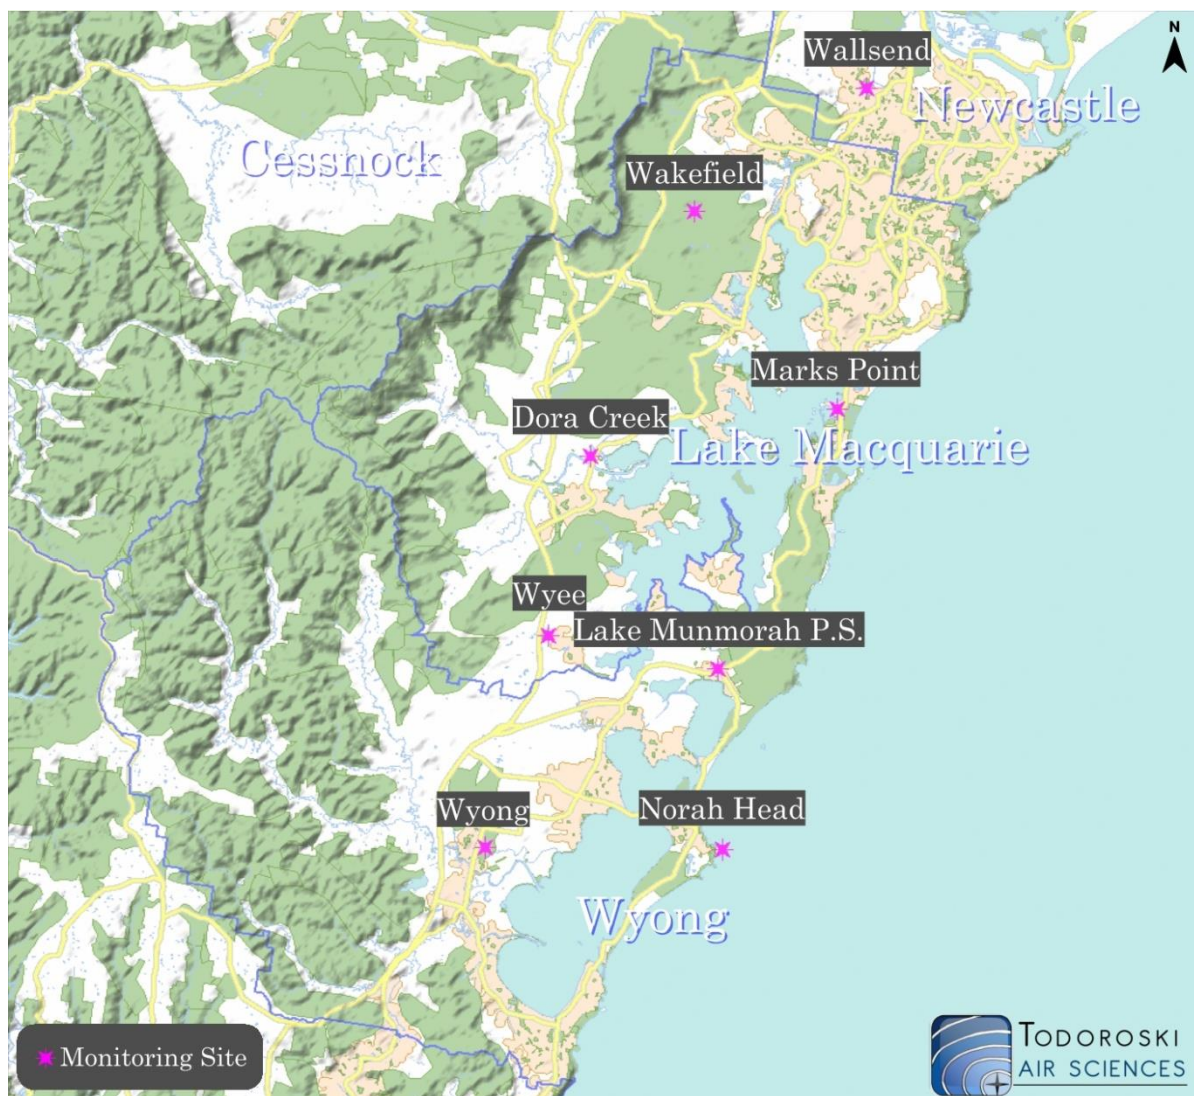 N
Wallsend
Newcastle
Cessnock
Wakefield
Marks Point
Dora Creek
Lake Macquarie
Wyee
Lake Munmorah P.S.
Wyong
Norah Head
Wyong
Monitoring Site
TODOROSKI
AIR SCIENCES